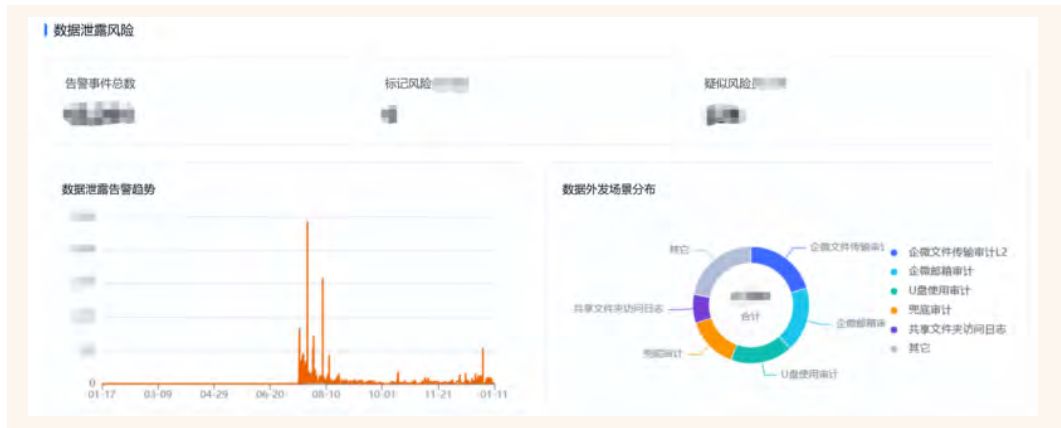 数据泄露风险
告警事件总数
标记风险
疑似风险
数据泄露告警趋势
0
01-17 03-09 04-29 06-20 08-10 10-01 11-21 01-11
数据外发场景分布
其它
企微文件传输审计
共享文件夹访问日志
企微邮箱审
兜底审计
U盘使用审计
合计
企微文件传输审计L2
企微邮箱审计
U盘使用审计
兜底审计
共享文件夹访问日志
其它